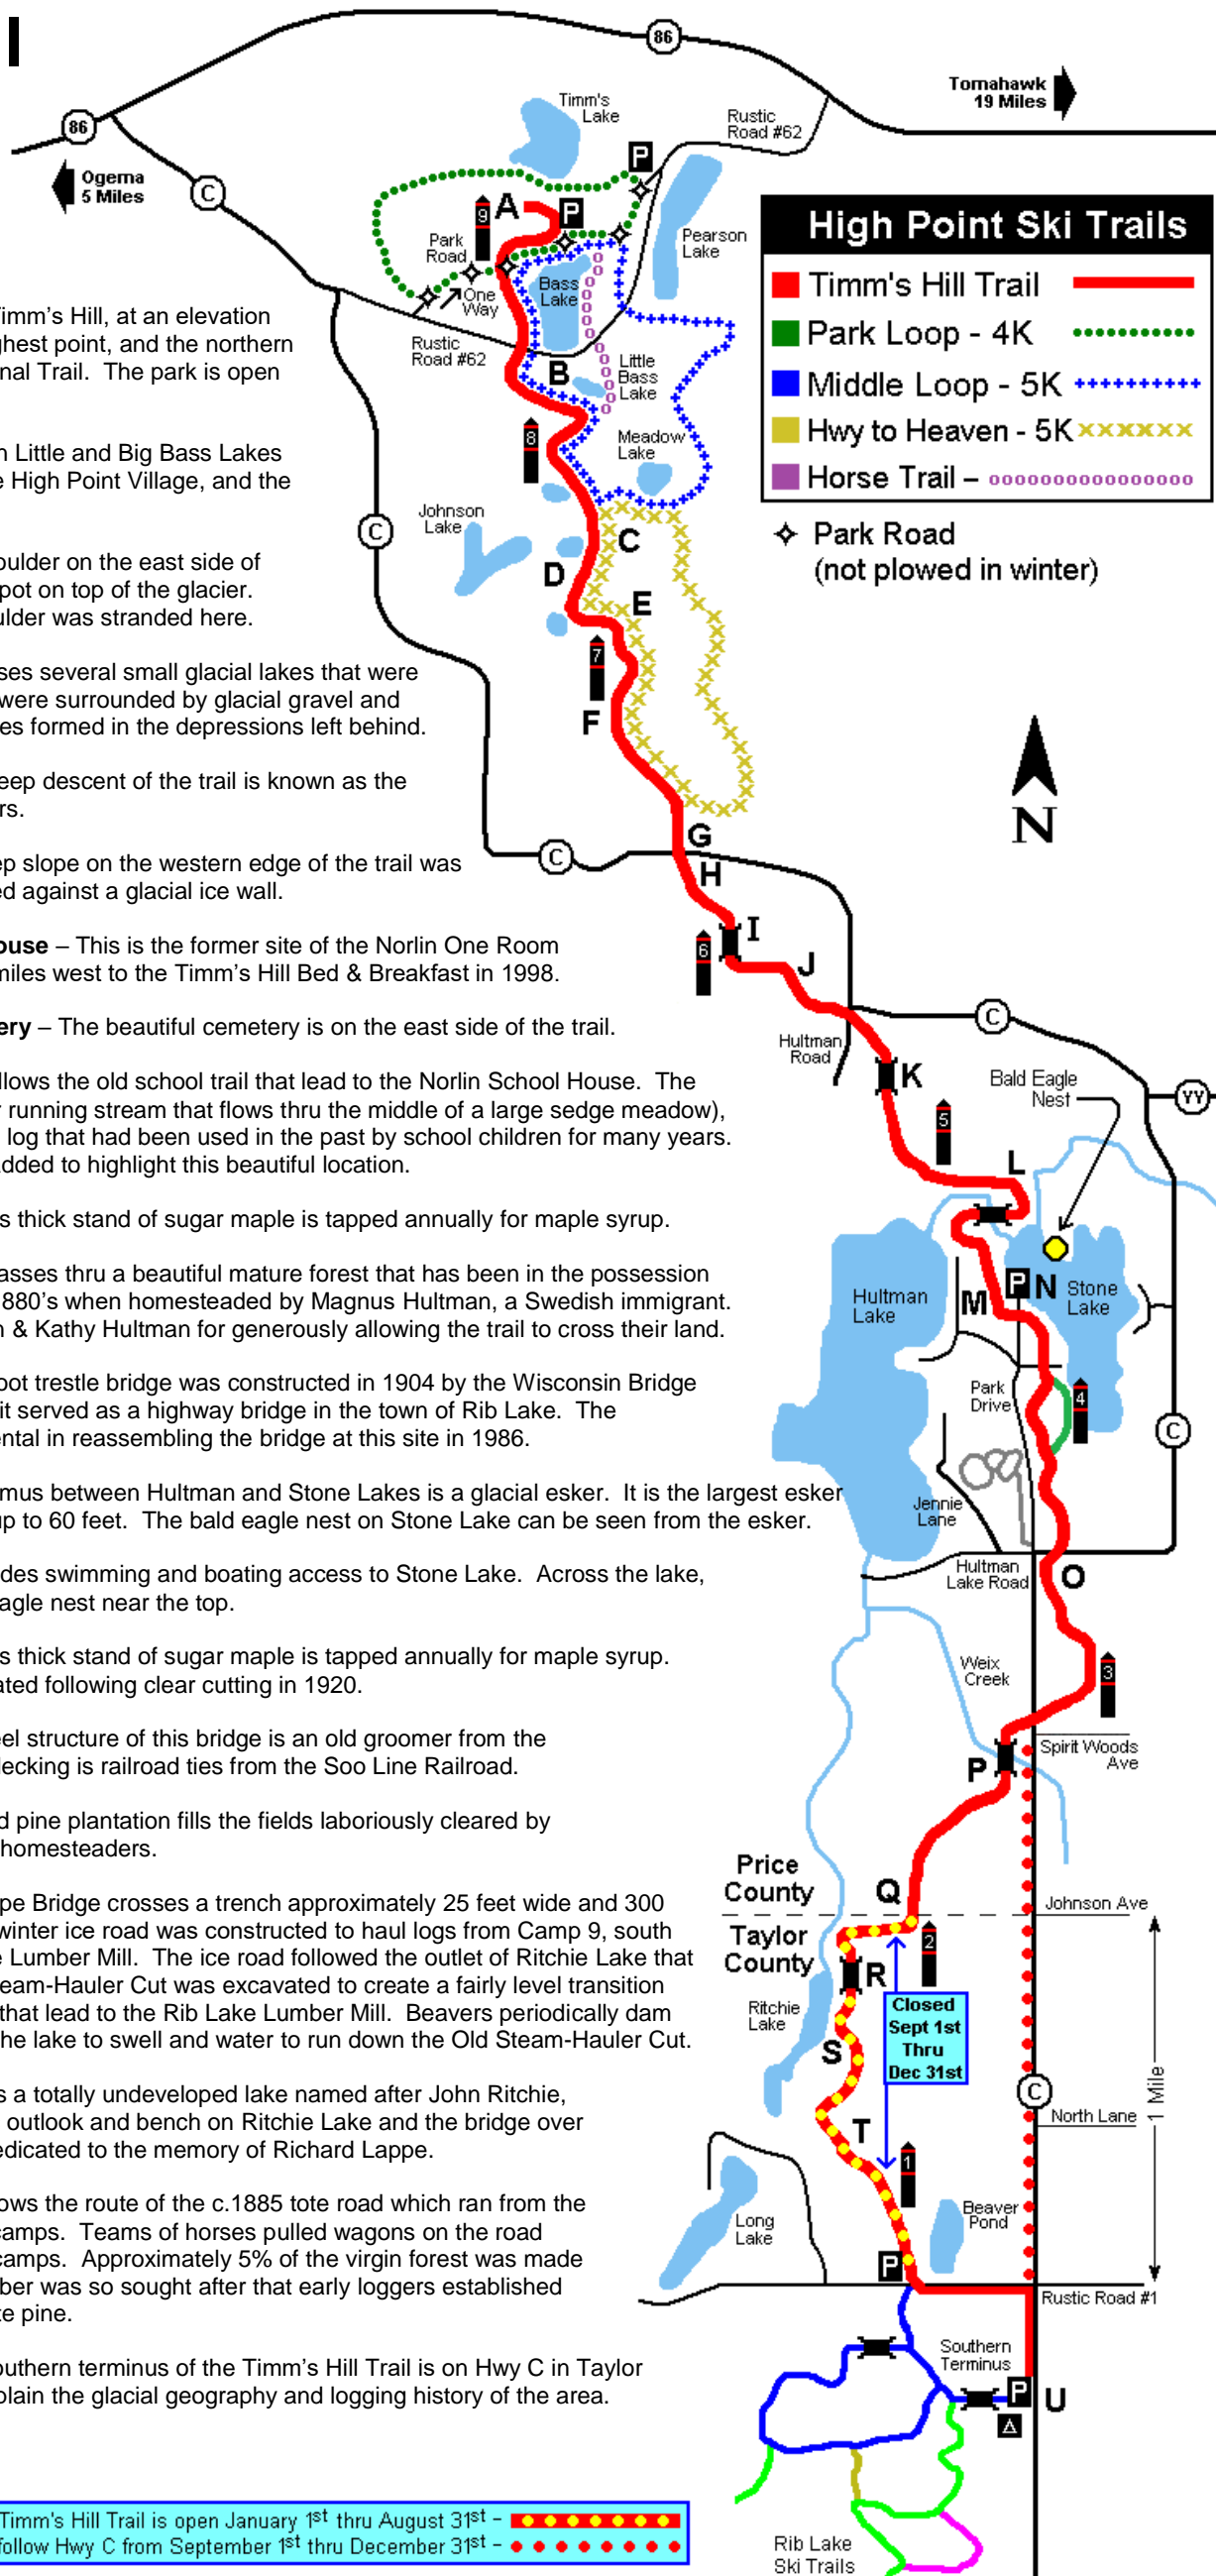 l
86
86
Tomahawk
19 Miles
Ogema
5 Miles
C
Timm's
Lake
Rustic
Road #62
P
9
A
P
Park
Road
One
Way
Bass
Lake
Pearson
Lake
Rustic
Road #62
B
Little
Bass
Lake
8
Meadow
Lake
High Point Ski Trails
Timm's Hill Trail
Park Loop - 4K
Middle Loop - 5K
Hwy to Heaven - 5K
Horse Trail –
Park Road
(not plowed in winter)
C
Johnson
Lake
C
D
E
7
F
N
G
C
H
I
6
J
Hultman
Road
C
K
Bald Eagle
Nest
YY
5
L
Hultman
Lake
M
P
N
Stone
Lake
Park
Drive
4
C
Jennie
Lane
Hultman
Lake Road
O
Weix
Creek
3
P
Spirit Woods
Ave
Price
County
Q
Johnson Ave
Taylor
County
2
R
Ritchie
Lake
Closed
Sept 1st
Thru
Dec 31st
S
C
1 Mile
North Lane
T
1
Long
Lake
Beaver
Pond
P
Rustic Road #1
Southern
Terminus
P
U
Rib Lake
Ski Trails
Timm's Hill, at an elevation
ghest point, and the northern
nal Trail. The park is open
n Little and Big Bass Lakes
e High Point Village, and the
oulder on the east side of
pot on top of the glacier.
ulder was stranded here.
ses several small glacial lakes that were
were surrounded by glacial gravel and
es formed in the depressions left behind.
eep descent of the trail is known as the
rs.
ep slope on the western edge of the trail was
ed against a glacial ice wall.
ouse – This is the former site of the Norlin One Room
miles west to the Timm's Hill Bed & Breakfast in 1998.
ery – The beautiful cemetery is on the east side of the trail.
llows the old school trail that lead to the Norlin School House. The
r running stream that flows thru the middle of a large sedge meadow),
log that had been used in the past by school children for many years.
added to highlight this beautiful location.
s thick stand of sugar maple is tapped annually for maple syrup.
asses thru a beautiful mature forest that has been in the possession
1880's when homesteaded by Magnus Hultman, a Swedish immigrant.
n & Kathy Hultman for generously allowing the trail to cross their land.
oot trestle bridge was constructed in 1904 by the Wisconsin Bridge
it served as a highway bridge in the town of Rib Lake. The
ental in reassembling the bridge at this site in 1986.
mus between Hultman and Stone Lakes is a glacial esker. It is the largest esker
up to 60 feet. The bald eagle nest on Stone Lake can be seen from the esker.
ides swimming and boating access to Stone Lake. Across the lake,
eagle nest near the top.
s thick stand of sugar maple is tapped annually for maple syrup.
ated following clear cutting in 1920.
eel structure of this bridge is an old groomer from the
decking is railroad ties from the Soo Line Railroad.
d pine plantation fills the fields laboriously cleared by
homesteaders.
pe Bridge crosses a trench approximately 25 feet wide and 300
winter ice road was constructed to haul logs from Camp 9, south
e Lumber Mill. The ice road followed the outlet of Ritchie Lake that
eam-Hauler Cut was excavated to create a fairly level transition
that lead to the Rib Lake Lumber Mill. Beavers periodically dam
he lake to swell and water to run down the Old Steam-Hauler Cut.
s a totally undeveloped lake named after John Ritchie,
outlook and bench on Ritchie Lake and the bridge over
edicated to the memory of Richard Lappe.
ows the route of the c.1885 tote road which ran from the
camps. Teams of horses pulled wagons on the road
camps. Approximately 5% of the virgin forest was made
ber was so sought after that early loggers established
te pine.
outhern terminus of the Timm's Hill Trail is on Hwy C in Taylor
plain the glacial geography and logging history of the area.
Timm's Hill Trail is open January 1st thru August 31st -
follow Hwy C from September 1st thru December 31st -